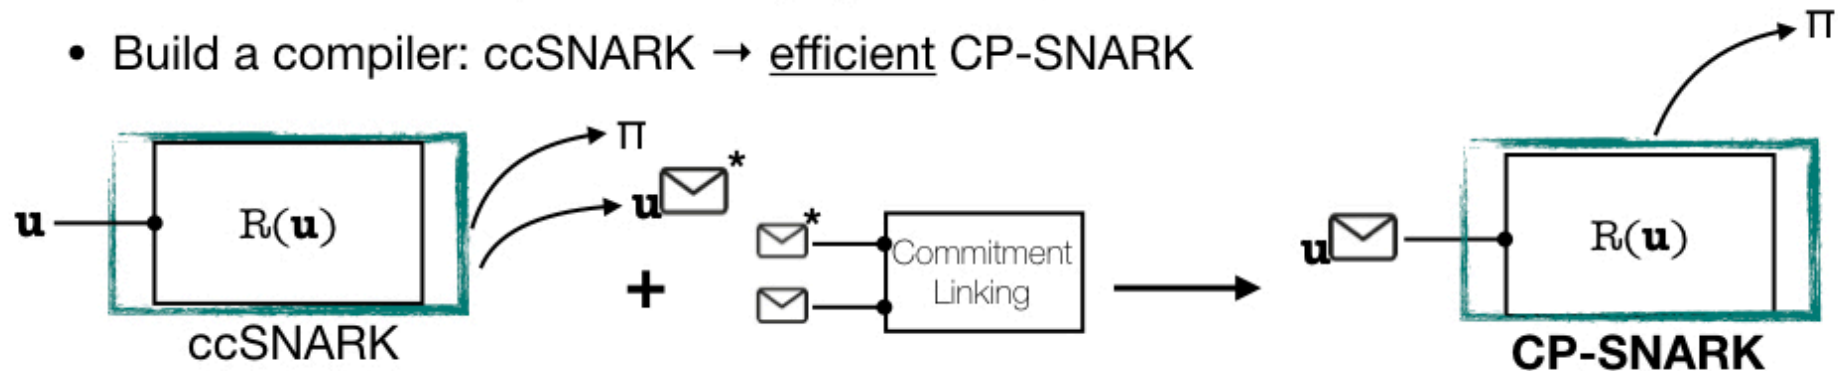 • Build a compiler: ccSNARK → efficient CP-SNARK
π
π
u
R(u)
u
*
*
Commitment
Linking
+
u
R(u)
ccSNARK
CP-SNARK